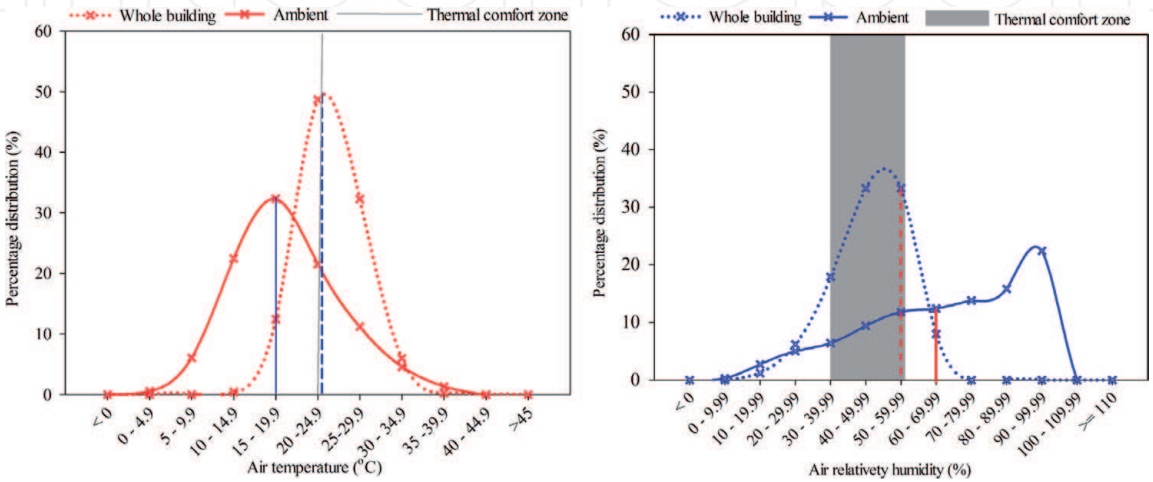 Whole building Ambient Thermal comfort zone
60
50
40
30
20
10
0
Percentage distribution (%)
< 0
0 - 4,9
5 - 9,9
10 - 14,9
15 - 19,9
20 -24,9
25-29,9
30 - 34,9
35 -39,9
40 - 44,9
>45
Air temperature (°C)
Whole building Ambient Thermal comfort zone
60
50
40
30
20
10
0
Percentage distribution (%)
< 0
0 - 9,99
10 - 19,99
20 - 29,99
30 - 39,99
40 - 49,99
50 - 59,99
60 - 69,99
70 -79,99
80 - 89,99
90 - 99,99
100 - 109,99
>= 110
Air relativety humidity (%)